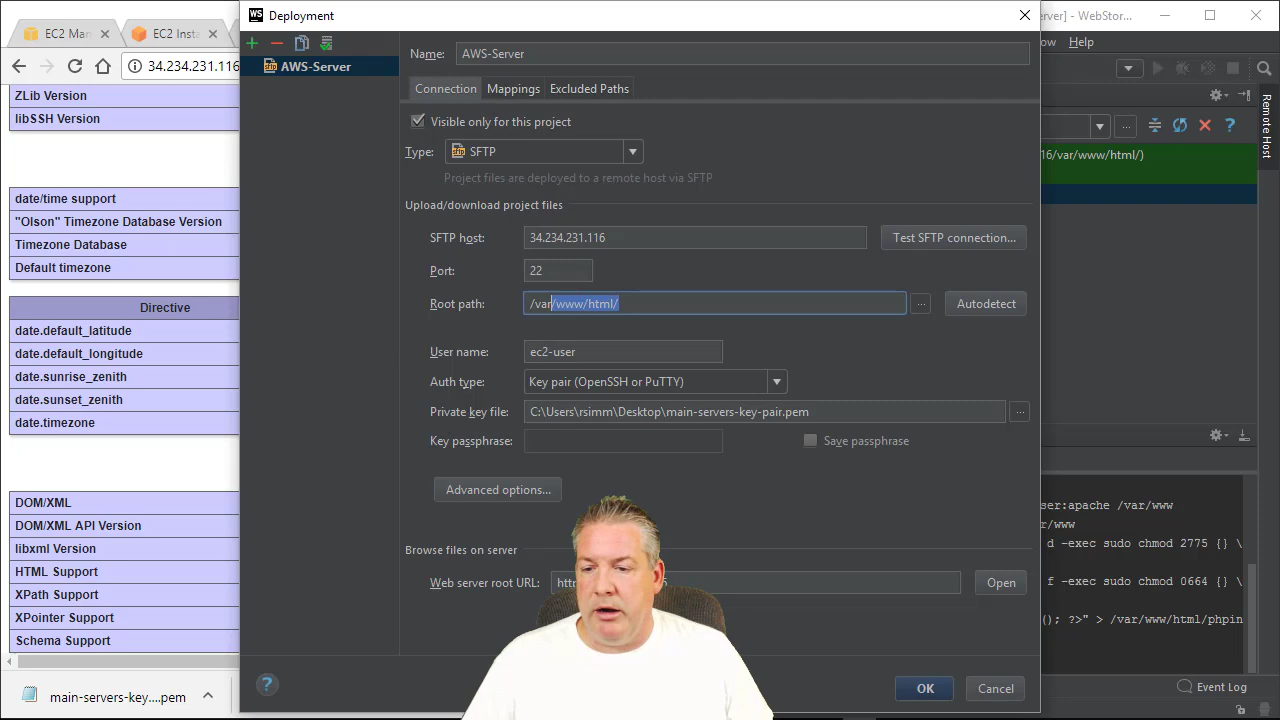 EC2 Man
EC2 Inst
34.234.231.116
ZLib Version
libSSH Version
date/time support
"Olson" Timezone Database Version
Timezone Database
Default timezone
Directive
date.default_latitude
date.default_longitude
date.sunrise_zenith
date.sunset_zenith
date.timezone
DOM/XML
DOM/XML API Version
libxml Version
HTML Support
XPath Support
XPointer Support
Schema Support
main-servers-key....pem
WS Deployment
AWS-Server
Name: AWS-Server
Connection Mappings Excluded Paths
Visible only for this project
Type: SFTP
Project files are deployed to a remote host via SFTP
Upload/download project files
SFTP host: 34.234.231.116 Test SFTP connection...
Port: 22
Root path: /var/www/html/ ... Autodetect
User name: ec2-user
Auth type: Key pair (OpenSSH or PuTTY)
Private key file: C:\Users\rsimm\Desktop\main-servers-key-pair.pem ...
Key passphrase: Save passphrase
Advanced options...
Browse files on server
Web server root URL: Open
? OK Cancel
erver] - WebStor...
ow Help
Remote Host
16/var/www/html/)
ser:apache /var/www
r/www
d -exec sudo chmod 2775 {} \
f -exec sudo chmod 0664 {} \
(); ?>" > /var/www/html/phpin
Event Log